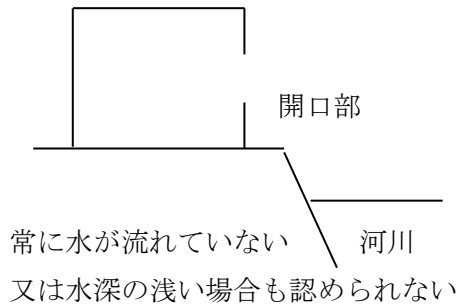 開口部
常に水が流れていない
河川
又は水深の浅い場合も認められない